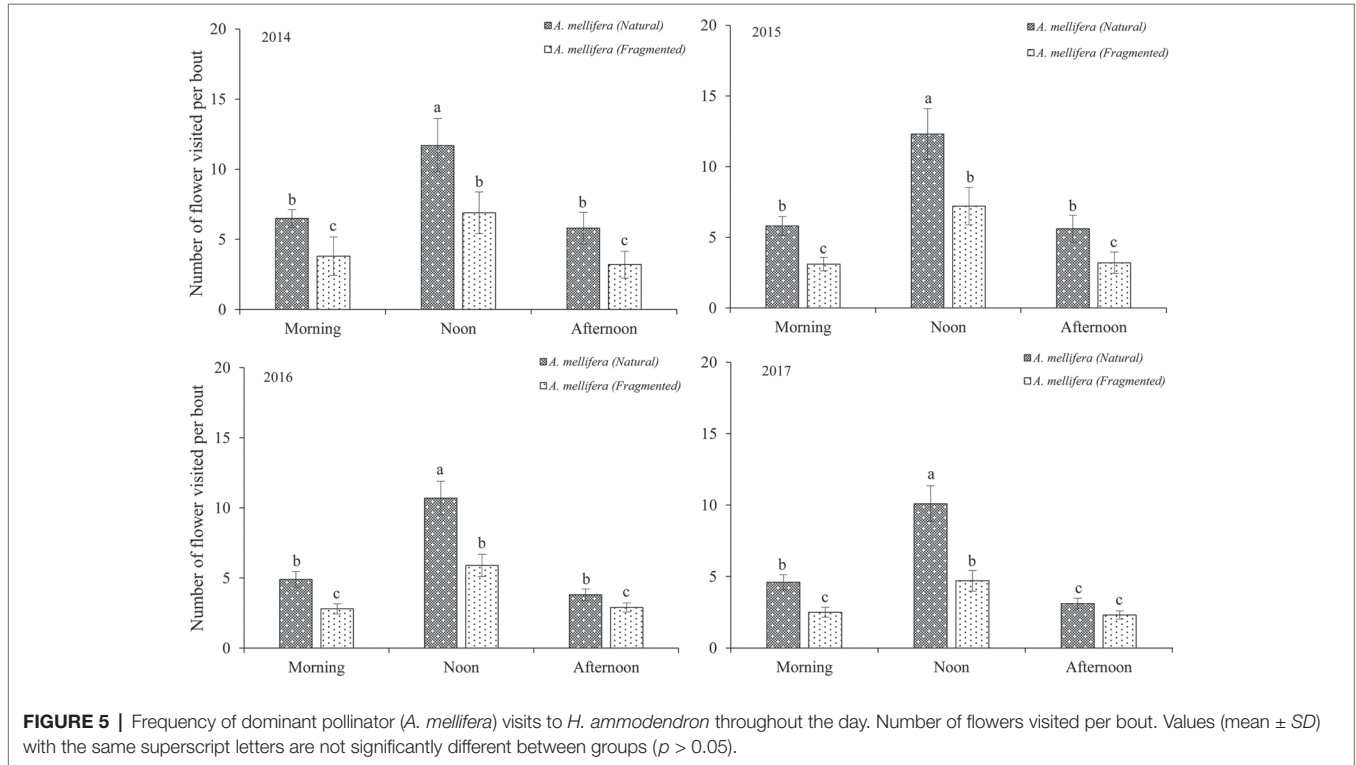 2014
A. mellifera (Natural)
A. mellifera (Fragmented)
Number of flower visited per bout
20
15
10
5
0
b
c
a
b
b
c
Morning
Noon
Afternoon
2015
A. mellifera (Natural)
A. mellifera (Fragmented)
20
15
10
5
0
b
c
a
b
b
c
Morning
Noon
Afternoon
2016
A. mellifera (Natural)
A. mellifera (Fragmented)
Number of flower visited per bout
20
15
10
5
0
b
c
a
b
b
c
Morning
Noon
Afternoon
2017
A. mellifera (Natural)
A. mellifera (Fragmented)
20
15
10
5
0
b
c
a
b
c
c
Morning
Noon
Afternoon
FIGURE 5 | Frequency of dominant pollinator (A. mellifera) visits to H. ammodendron throughout the day. Number of flowers visited per bout. Values (mean ± SD)
with the same superscript letters are not significantly different between groups (p > 0.05).